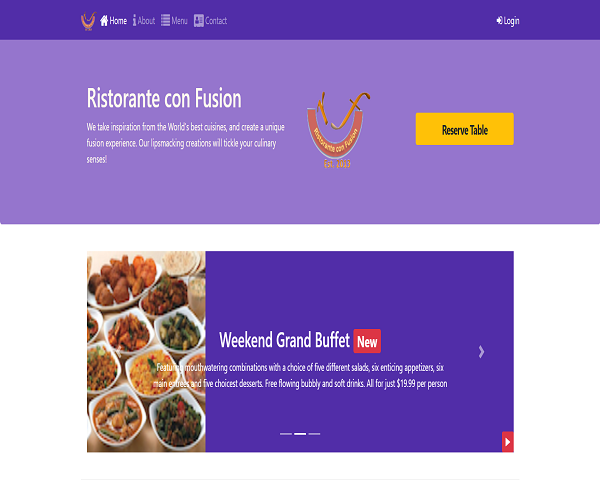 Home About Menu Contact Login
Ristorante con Fusion
We take inspiration from the World's best cuisines, and create a unique
fusion experience. Our lipsmacking creations will tickle your culinary
senses!
Ristorante con Fusion
Reserve Table
Weekend Grand Buffet New
Featuring mouthwatering combinations with a choice of five different salads, six enticing appetizers, six
main entrees and five choicest desserts. Free flowing bubbly and soft drinks. All for just $19.99 per person